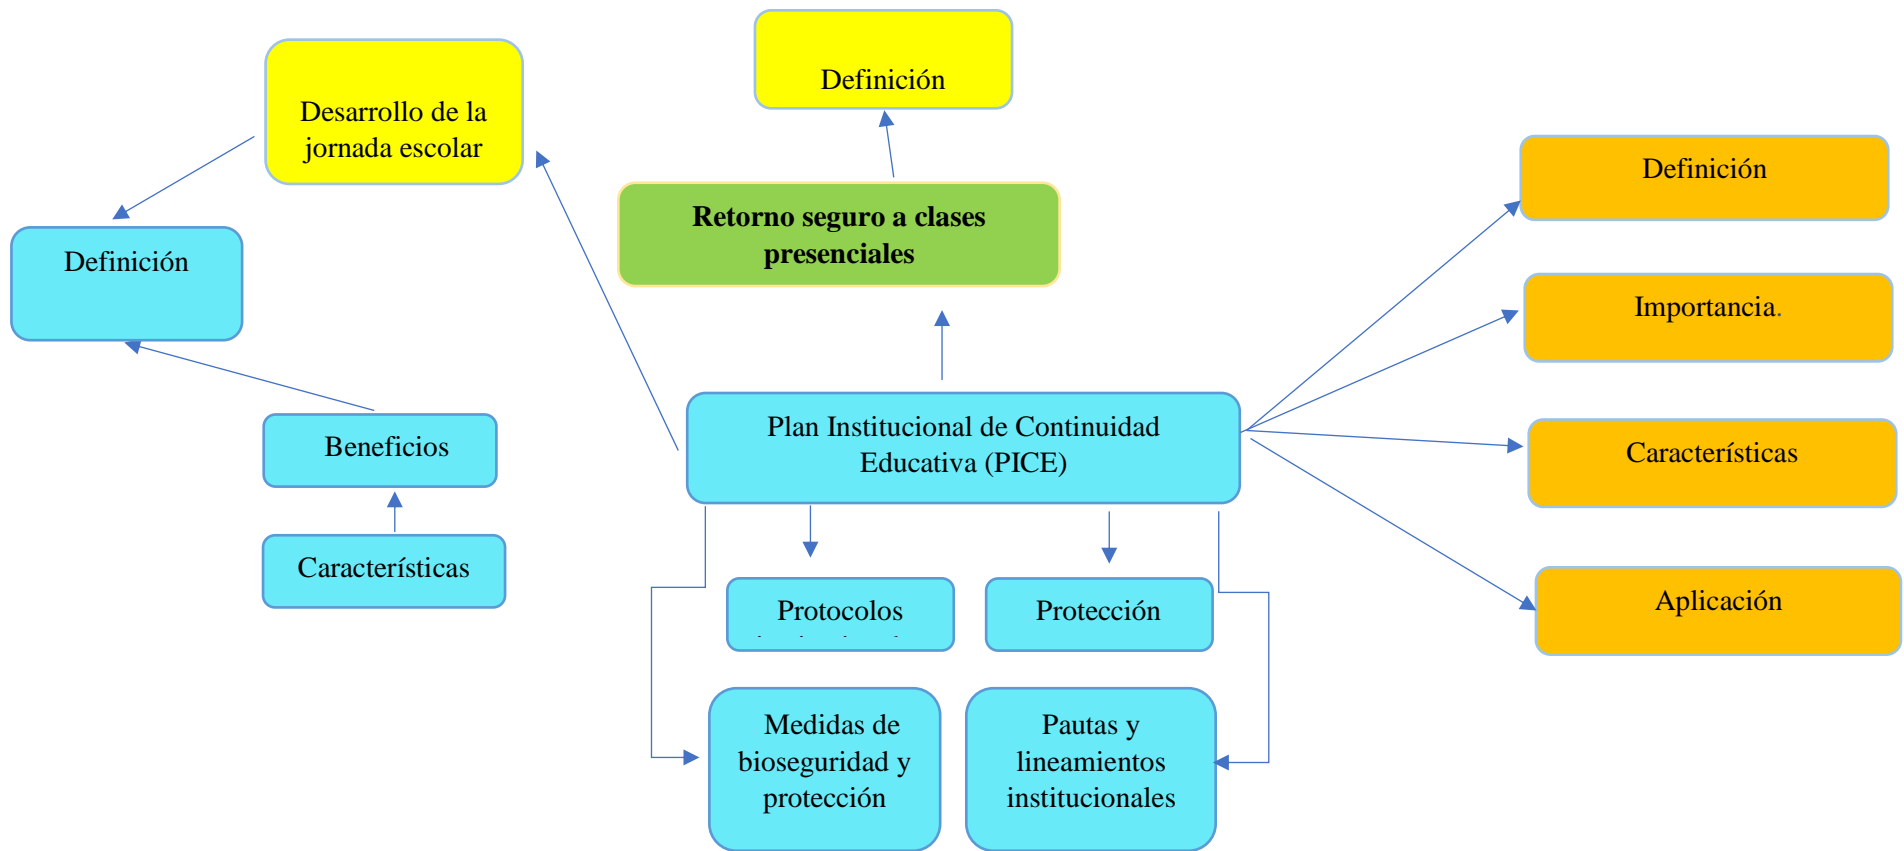 Definición
Desarrollo de la
jornada escolar
Definición
Retorno seguro a clases
presenciales
Definición
Importancia.
Características
Aplicación
Definición
Beneficios
Características
Plan Institucional de Continuidad
Educativa (PICE)
Protocolos
Protección
Medidas de
bioseguridad y
protección
Pautas y
lineamientos
institucionales